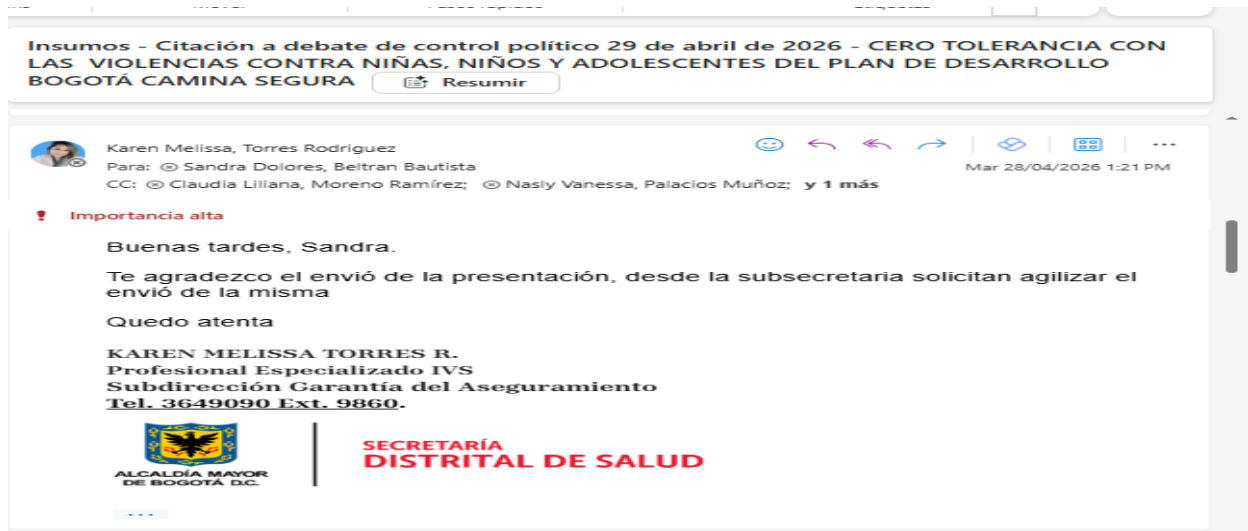 Insumos - Citación a debate de control político 29 de abril de 2026 - CERO TOLERANCIA CON
LAS VIOLENCIAS CONTRA NIÑAS, NIÑOS Y ADOLESCENTES DEL PLAN DE DESARROLLO
BOGOTÁ CAMINA SEGURA Resumir
Karen Melissa, Torres Rodriguez
Para: Sandra Dolores, Beltran Bautista
Mar 28/04/2026 1:21 PM
CC: Claudia Liliana, Moreno Ramírez; Nasly Vanessa, Palacios Muñoz; y 1 más
Importancia alta
Buenas tardes, Sandra.
Te agradezco el envió de la presentación, desde la subsecretaria solicitan agilizar el
envió de la misma
Quedo atenta
KAREN MELISSA TORRES R.
Profesional Especializado IVS
Subdirección Garantía del Aseguramiento
Tel. 3649090 Ext. 9860.
ALCALDÍA MAYOR
DE BOGOTÁ D.C.
SECRETARÍA
DISTRITAL DE SALUD